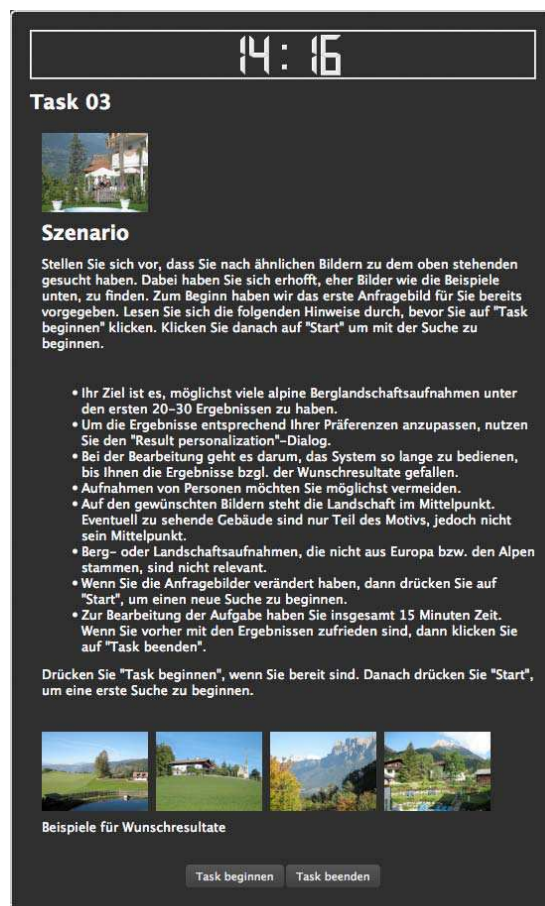 14:16
Task 03
Szenario
Stellen Sie sich vor, dass Sie nach ähnlichen Bildern zu dem oben stehenden
gesucht haben. Dabei haben Sie sich erhofft, eher Bilder wie die Beispiele
unten, zu finden. Zum Beginn haben wir das erste Anfragebild für Sie bereits
vorgegeben. Lesen Sie sich die folgenden Hinweise durch, bevor Sie auf "Task
beginnen" klicken. Klicken Sie danach auf "Start" um mit der Suche zu
beginnen.
• Ihr Ziel ist es, möglichst viele alpine Berglandschaftsaufnahmen unter
den ersten 20-30 Ergebnissen zu haben.
• Um die Ergebnisse entsprechend Ihrer Präferenzen anzupassen, nutzen
Sie den "Result personalization"-Dialog.
• Bei der Bearbeitung geht es darum, das System so lange zu bedienen,
bis Ihnen die Ergebnisse bzgl. der Wunschresultate gefallen.
• Aufnahmen von Personen möchten Sie möglichst vermeiden.
• Auf den gewünschten Bildern steht die Landschaft im Mittelpunkt.
Eventuell zu sehende Gebäude sind nur Teil des Motivs, jedoch nicht
sein Mittelpunkt.
• Berg- oder Landschaftsaufnahmen, die nicht aus Europa bzw. den Alpen
stammen, sind nicht relevant.
• Wenn Sie die Anfragebilder verändert haben, dann drücken Sie auf
"Start", um einen neue Suche zu beginnen.
• Zur Bearbeitung der Aufgabe haben Sie insgesamt 15 Minuten Zeit.
Wenn Sie vorher mit den Ergebnissen zufrieden sind, dann klicken Sie
auf "Task beenden".
Drücken Sie "Task beginnen", wenn Sie bereit sind. Danach drücken Sie "Start",
um eine erste Suche zu beginnen.
Beispiele für Wunschresultate
Task beginnen Task beenden